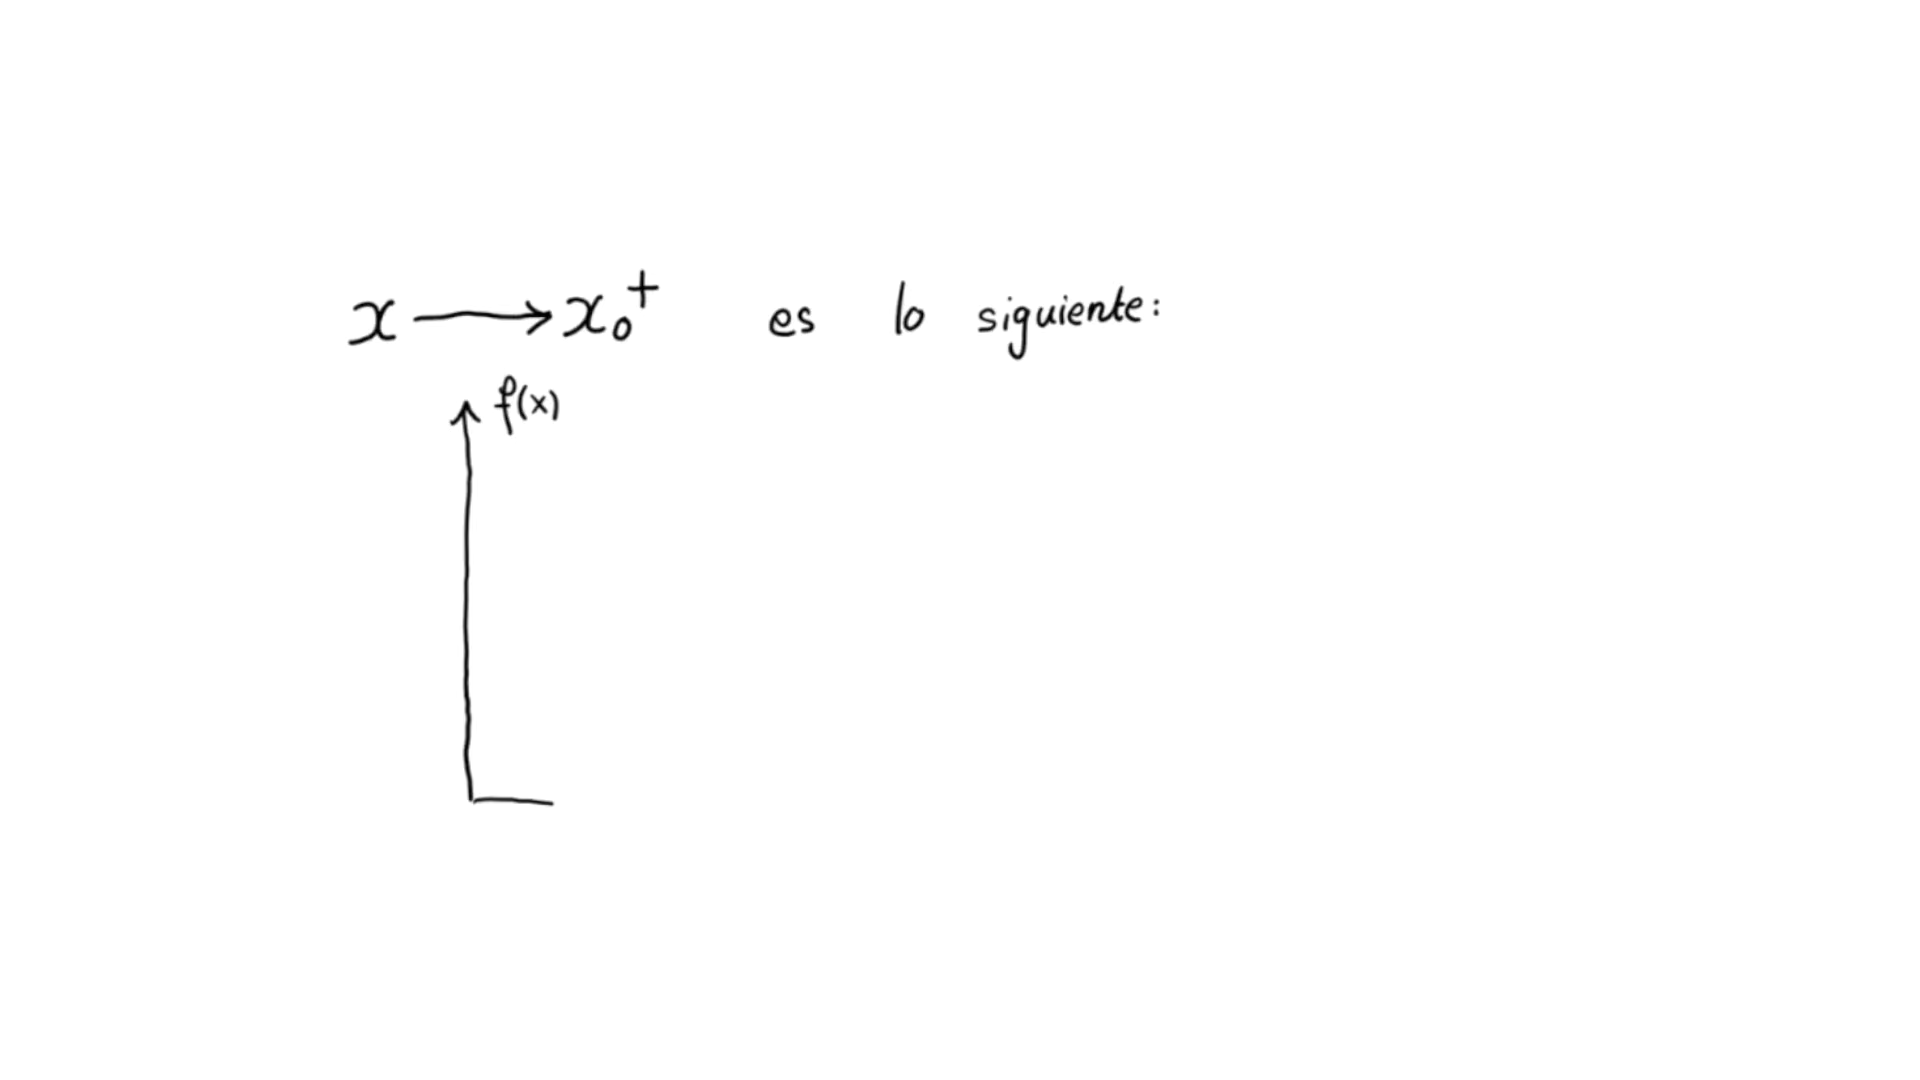 x ⟶ x₀⁺ es lo siguiente:
f(x)